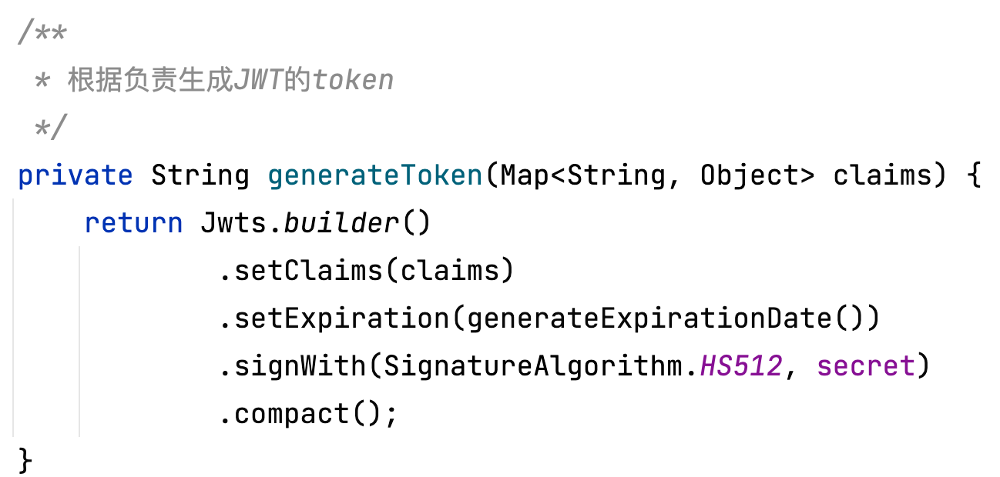 /**
 * 根据负责生成JWT的token
 */
private String generateToken(Map<String, Object> claims) {
    return Jwts.builder()
            .setClaims(claims)
            .setExpiration(generateExpirationDate())
            .signWith(SignatureAlgorithm.HS512, secret)
            .compact();
}